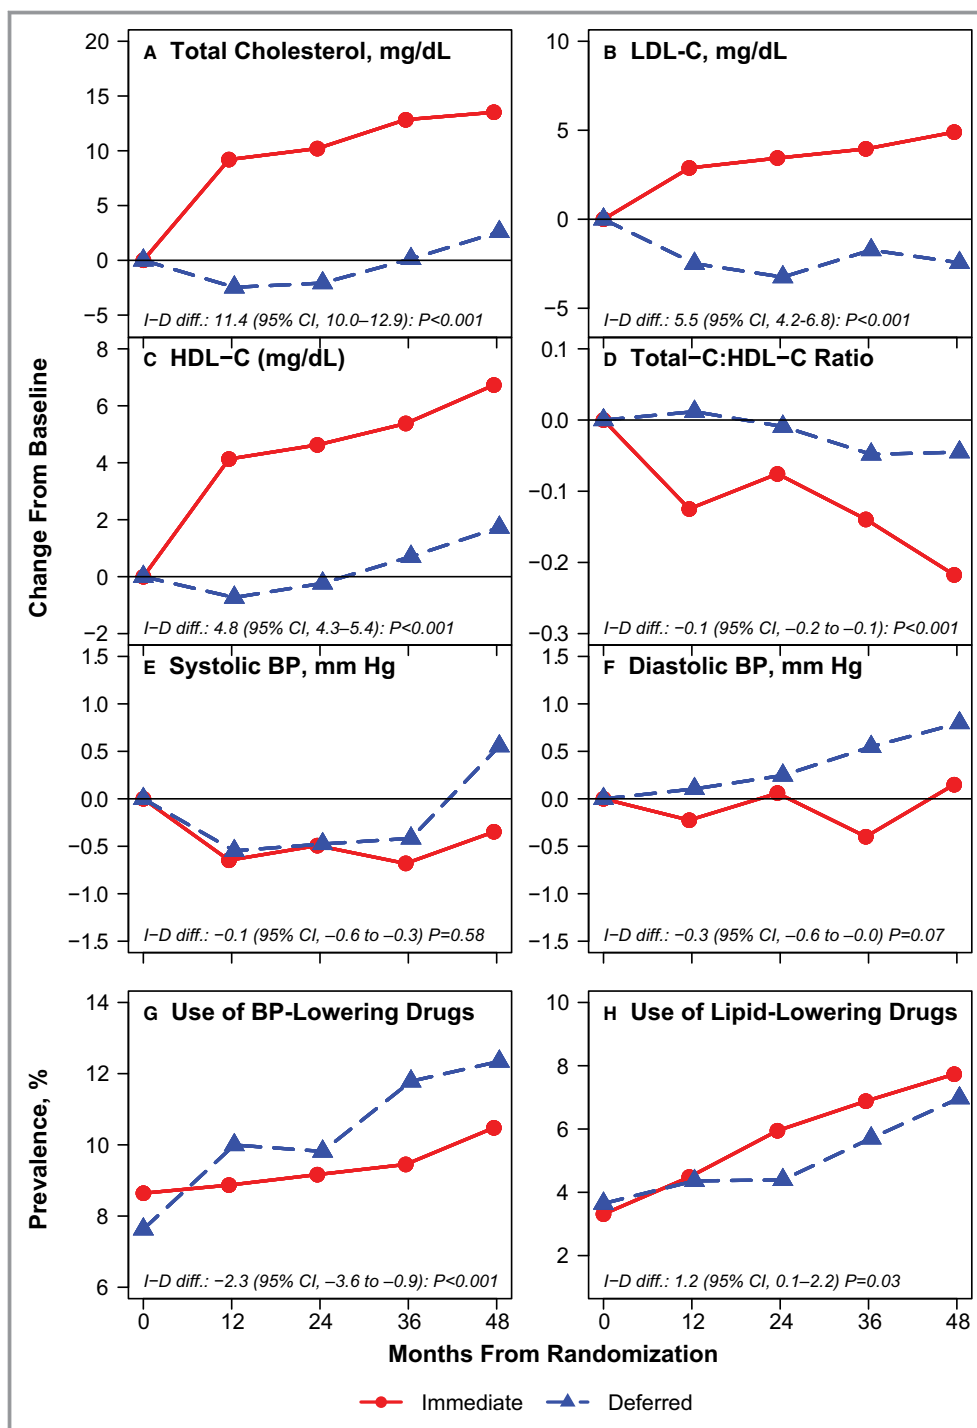 A Total Cholesterol, mg/dL
20
15
10
5
0
−5
I−D diff.: 11.4 (95% CI, 10.0–12.9): P<0.001
B LDL-C, mg/dL
10
5
0
−5
I−D diff.: 5.5 (95% CI, 4.2-6.8): P<0.001
C HDL−C (mg/dL)
8
6
4
2
0
−2
I−D diff.: 4.8 (95% CI, 4.3–5.4): P<0.001
D Total−C:HDL−C Ratio
0.1
0.0
−0.1
−0.2
−0.3
I−D diff.: −0.1 (95% CI, −0.2 to −0.1): P<0.001
Change From Baseline
E Systolic BP, mm Hg
1.5
1.0
0.5
0.0
−0.5
−1.0
−1.5
I−D diff.: −0.1 (95% CI, −0.6 to −0.3) P=0.58
F Diastolic BP, mm Hg
1.5
1.0
0.5
0.0
−0.5
−1.0
−1.5
I−D diff.: −0.3 (95% CI, −0.6 to −0.0) P=0.07
G Use of BP-Lowering Drugs
14
12
10
8
6
I−D diff.: −2.3 (95% CI, −3.6 to −0.9): P<0.001
0 12 24 36 48
H Use of Lipid-Lowering Drugs
10
8
6
4
2
I−D diff.: 1.2 (95% CI, 0.1–2.2) P=0.03
0 12 24 36 48
Prevalence, %
Months From Randomization
Immediate Deferred